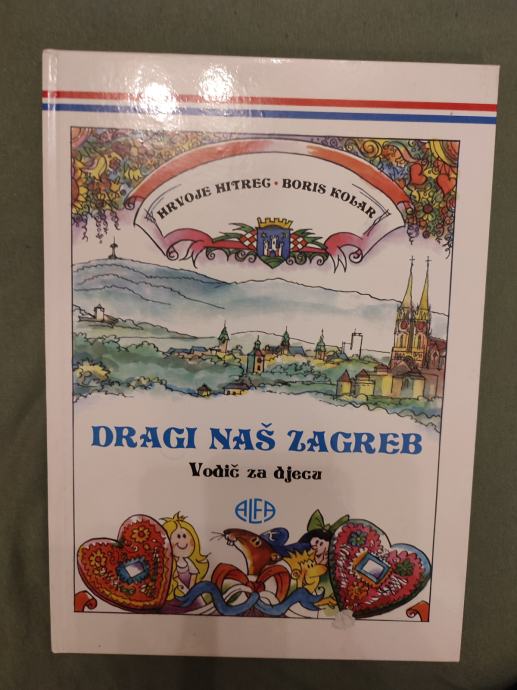 HRVOJE HITREC • BORIS KOLAR
DRAGI NAŠ ZAGREB
Vodič za djecu
ALFA